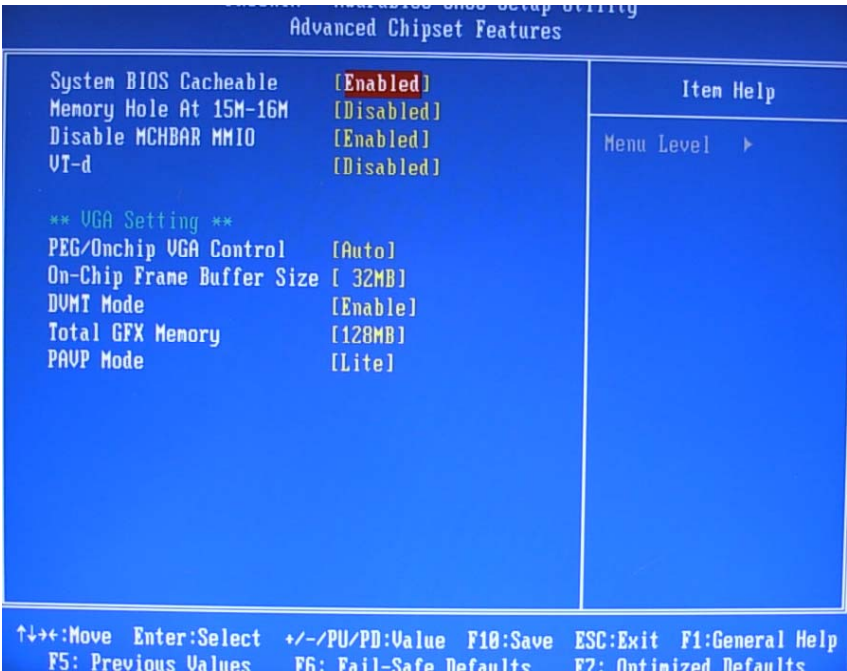 Setup Utility
Advanced Chipset Features
System BIOS Cacheable [Enabled]
Memory Hole At 15M-16M [Disabled]
Disable MCHBAR MMIO [Enabled]
VT-d [Disabled]
** VGA Setting **
PEG/Onchip VGA Control [Auto]
On-Chip Frame Buffer Size [ 32MB]
DVMT Mode [Enable]
Total GFX Memory [128MB]
PAVP Mode [Lite]
Item Help
Menu Level ▶
↑↓→←:Move Enter:Select +/-/PU/PD:Value F10:Save ESC:Exit F1:General Help
F5: Previous Values F6: Fail-Safe Defaults F7: Optimized Defaults